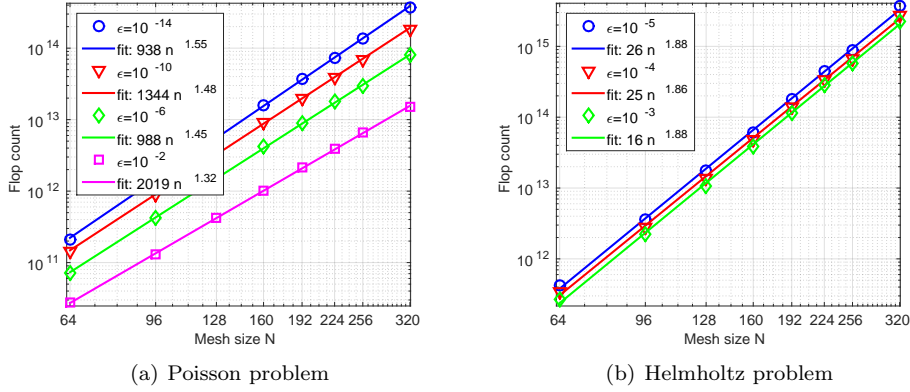 10^14
10^13
10^12
10^11
Flop count
ϵ=10^-14
fit: 938 n^1.55
ϵ=10^-10
fit: 1344 n^1.48
ϵ=10^-6
fit: 988 n^1.45
ϵ=10^-2
fit: 2019 n^1.32
64 96 128 160 192 224 256 320
Mesh size N
(a) Poisson problem
10^15
10^14
10^13
10^12
Flop count
ϵ=10^-5
fit: 26 n^1.88
ϵ=10^-4
fit: 25 n^1.86
ϵ=10^-3
fit: 16 n^1.88
64 96 128 160 192 224 256 320
Mesh size N
(b) Helmholtz problem